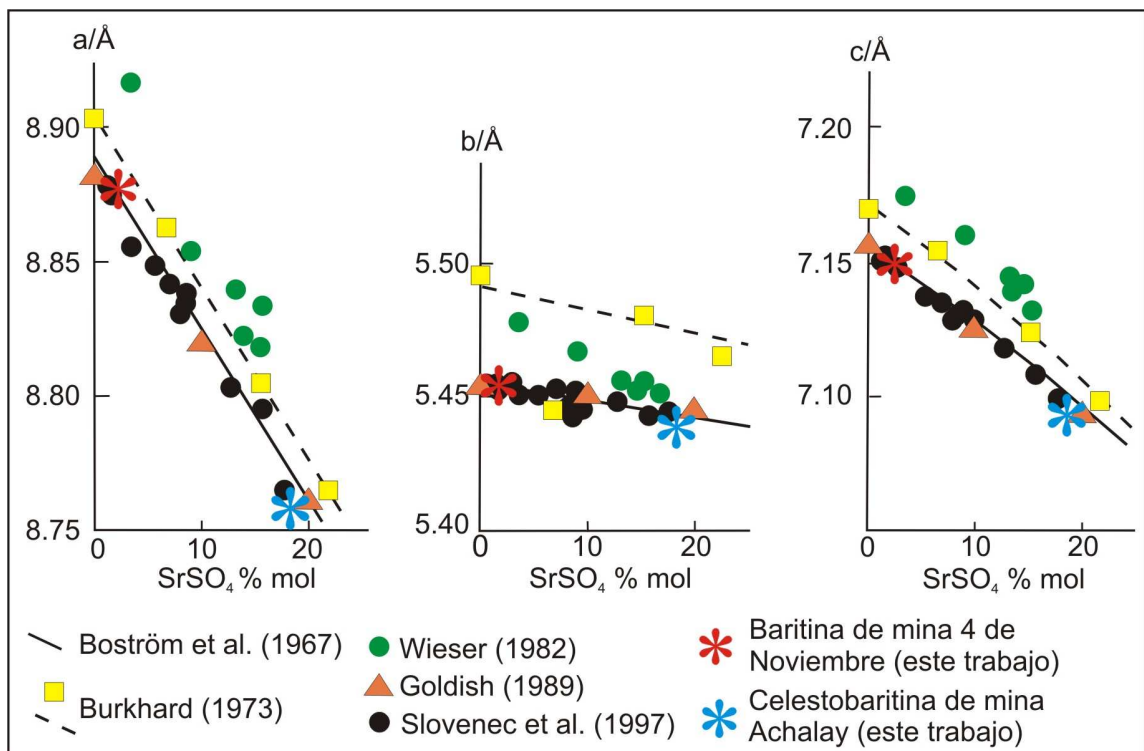 a/Å
8.90
8.85
8.80
8.75
0 10 20
SrSO₄ % mol
b/Å
5.50
5.45
5.40
0 10 20
SrSO₄ % mol
c/Å
7.20
7.15
7.10
0 10 20
SrSO₄ % mol
Boström et al. (1967)
Burkhard (1973)
Wieser (1982)
Goldish (1989)
Slovenec et al. (1997)
Baritina de mina 4 de
Noviembre (este trabajo)
Celestobaritina de mina
Achalay (este trabajo)